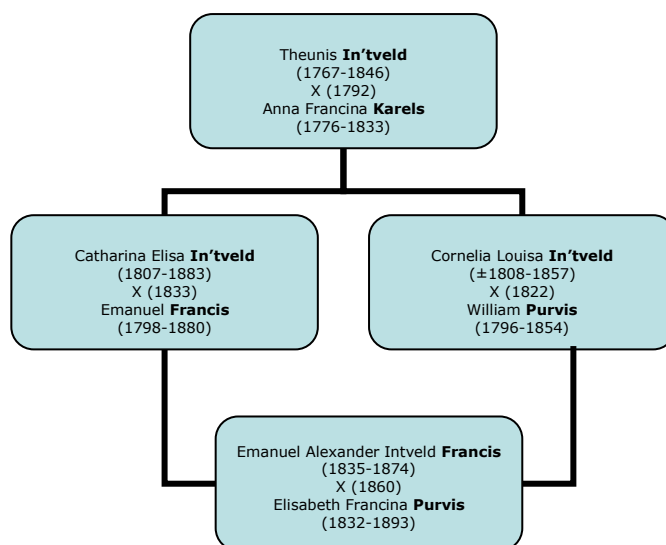 Theunis In'tveld
(1767-1846)
X (1792)
Anna Francina Karels
(1776-1833)
Catharina Elisa In'tveld
(1807-1883)
X (1833)
Emanuel Francis
(1798-1880)
Cornelia Louisa In'tveld
(±1808-1857)
X (1822)
William Purvis
(1796-1854)
Emanuel Alexander Intveld Francis
(1835-1874)
X (1860)
Elisabeth Francina Purvis
(1832-1893)